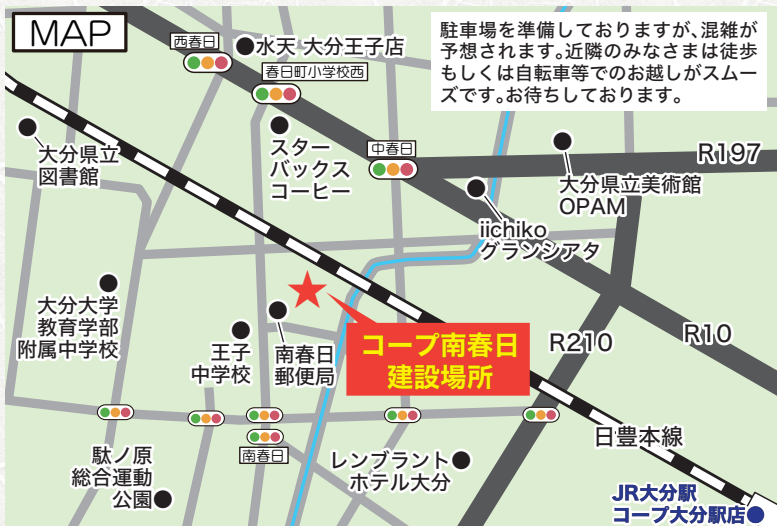 MAP
駐車場を準備しておりますが、混雑が
予想されます。近隣のみなさまは徒歩
もしくは自転車等でのお越しがスムー
ズです。お待ちしております。
西春日
水天 大分王子店
春日町小学校西
大分県立
図書館
スター
バックス
コーヒー
中春日
R197
大分県立美術館
OPAM
iichiko
グランシアタ
大分大学
教育学部
附属中学校
王子
中学校
南春日
郵便局
コープ南春日
建設場所
R210
R10
日豊本線
南春日
駄ノ原
総合運動
公園
レンブラント
ホテル大分
JR大分駅
コープ大分駅店